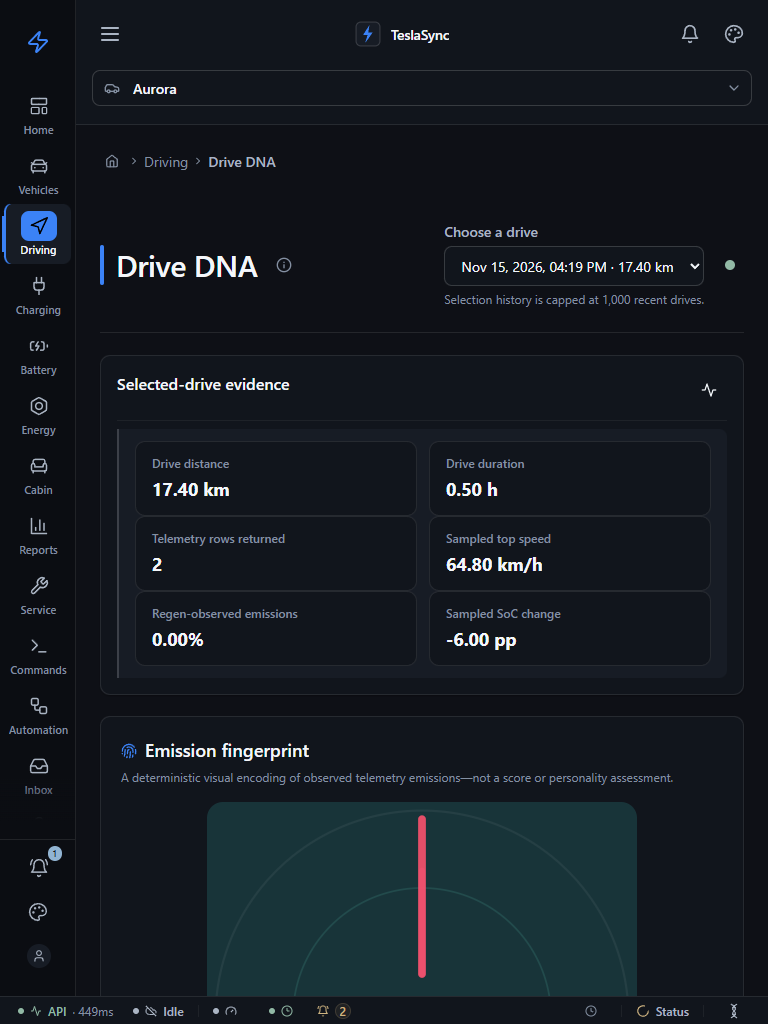 TeslaSync
Aurora
Home
Vehicles
Driving
Charging
Battery
Energy
Cabin
Reports
Service
Commands
Automation
Inbox
1
Driving
Drive DNA
Drive DNA
Choose a drive
Nov 15, 2026, 04:19 PM · 17.40 km
Selection history is capped at 1,000 recent drives.
Selected-drive evidence
Drive distance
17.40 km
Drive duration
0.50 h
Telemetry rows returned
2
Sampled top speed
64.80 km/h
Regen-observed emissions
0.00%
Sampled SoC change
-6.00 pp
Emission fingerprint
A deterministic visual encoding of observed telemetry emissions—not a score or personality assessment.
API · 449ms
Idle
2
Status